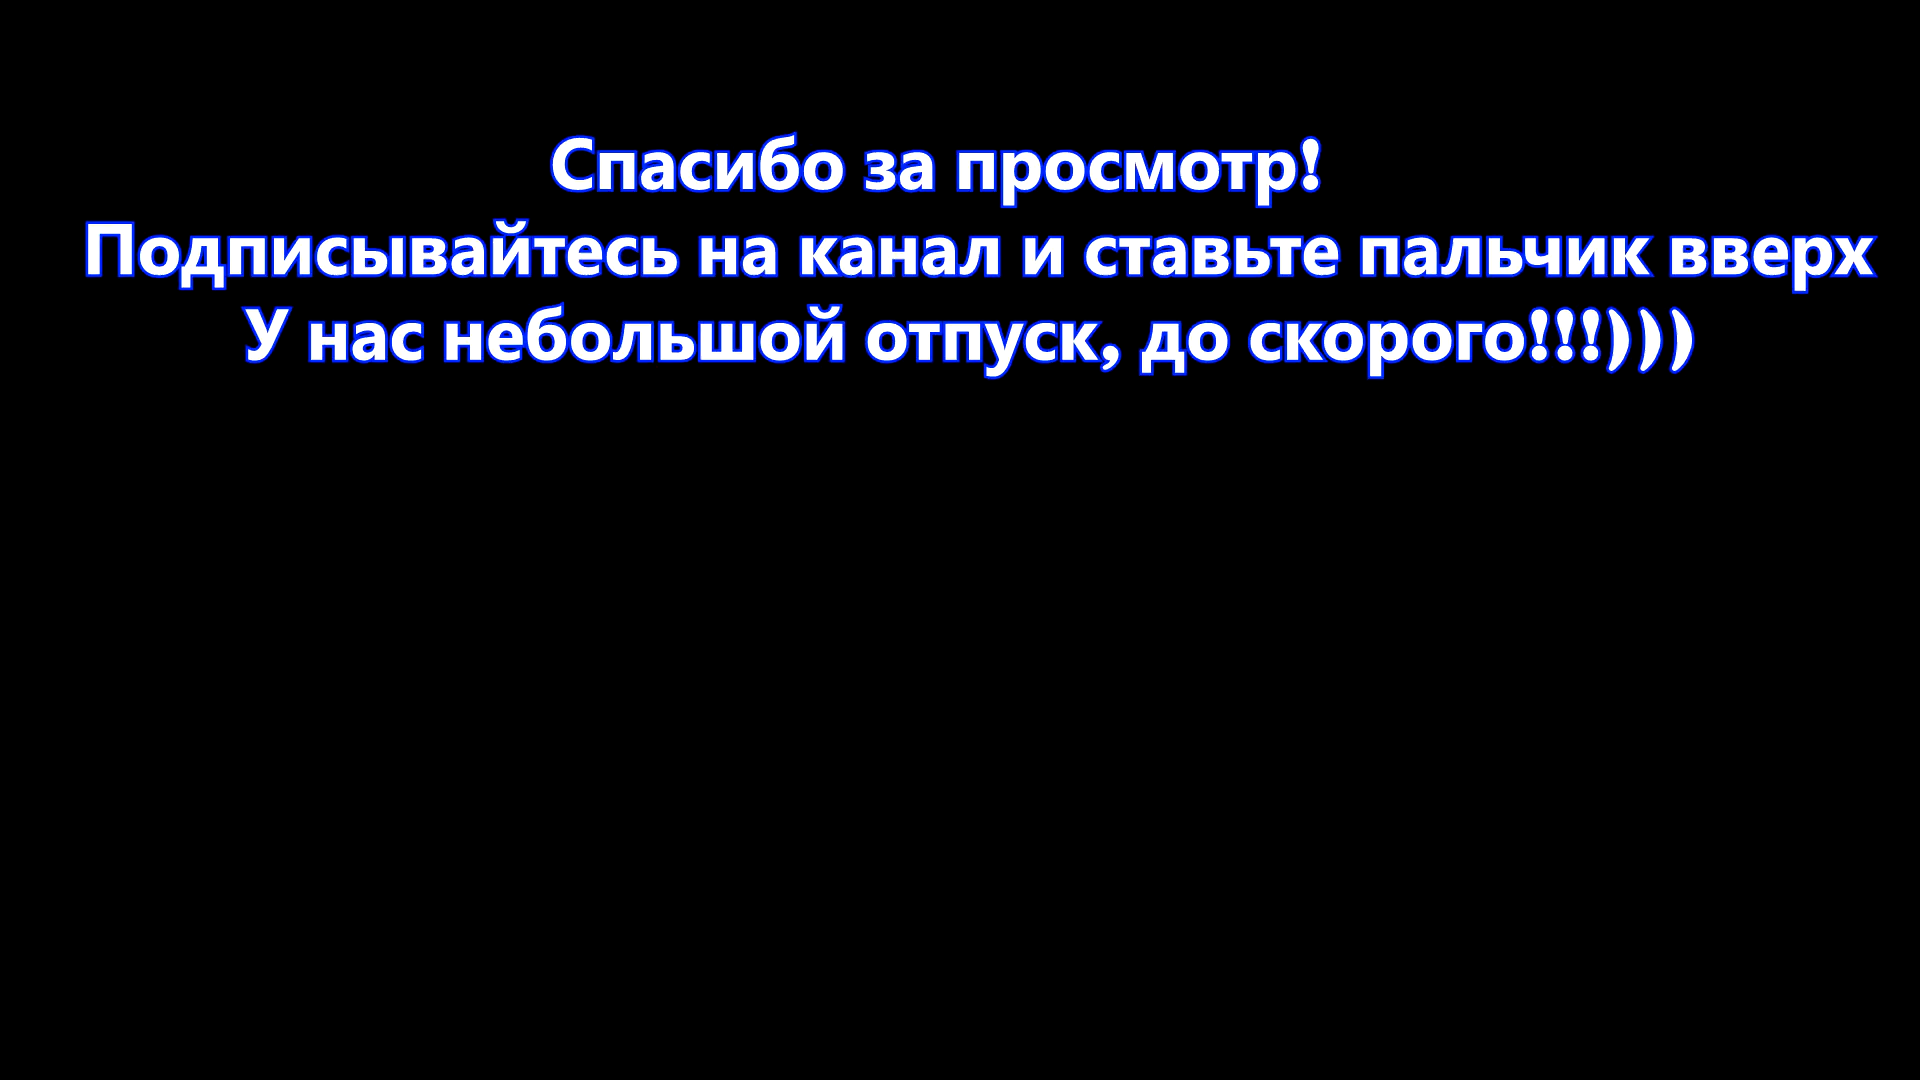 Спасибо за просмотр!
Подписывайтесь на канал и ставьте пальчик вверх
У нас небольшой отпуск, до скорого!!!)))